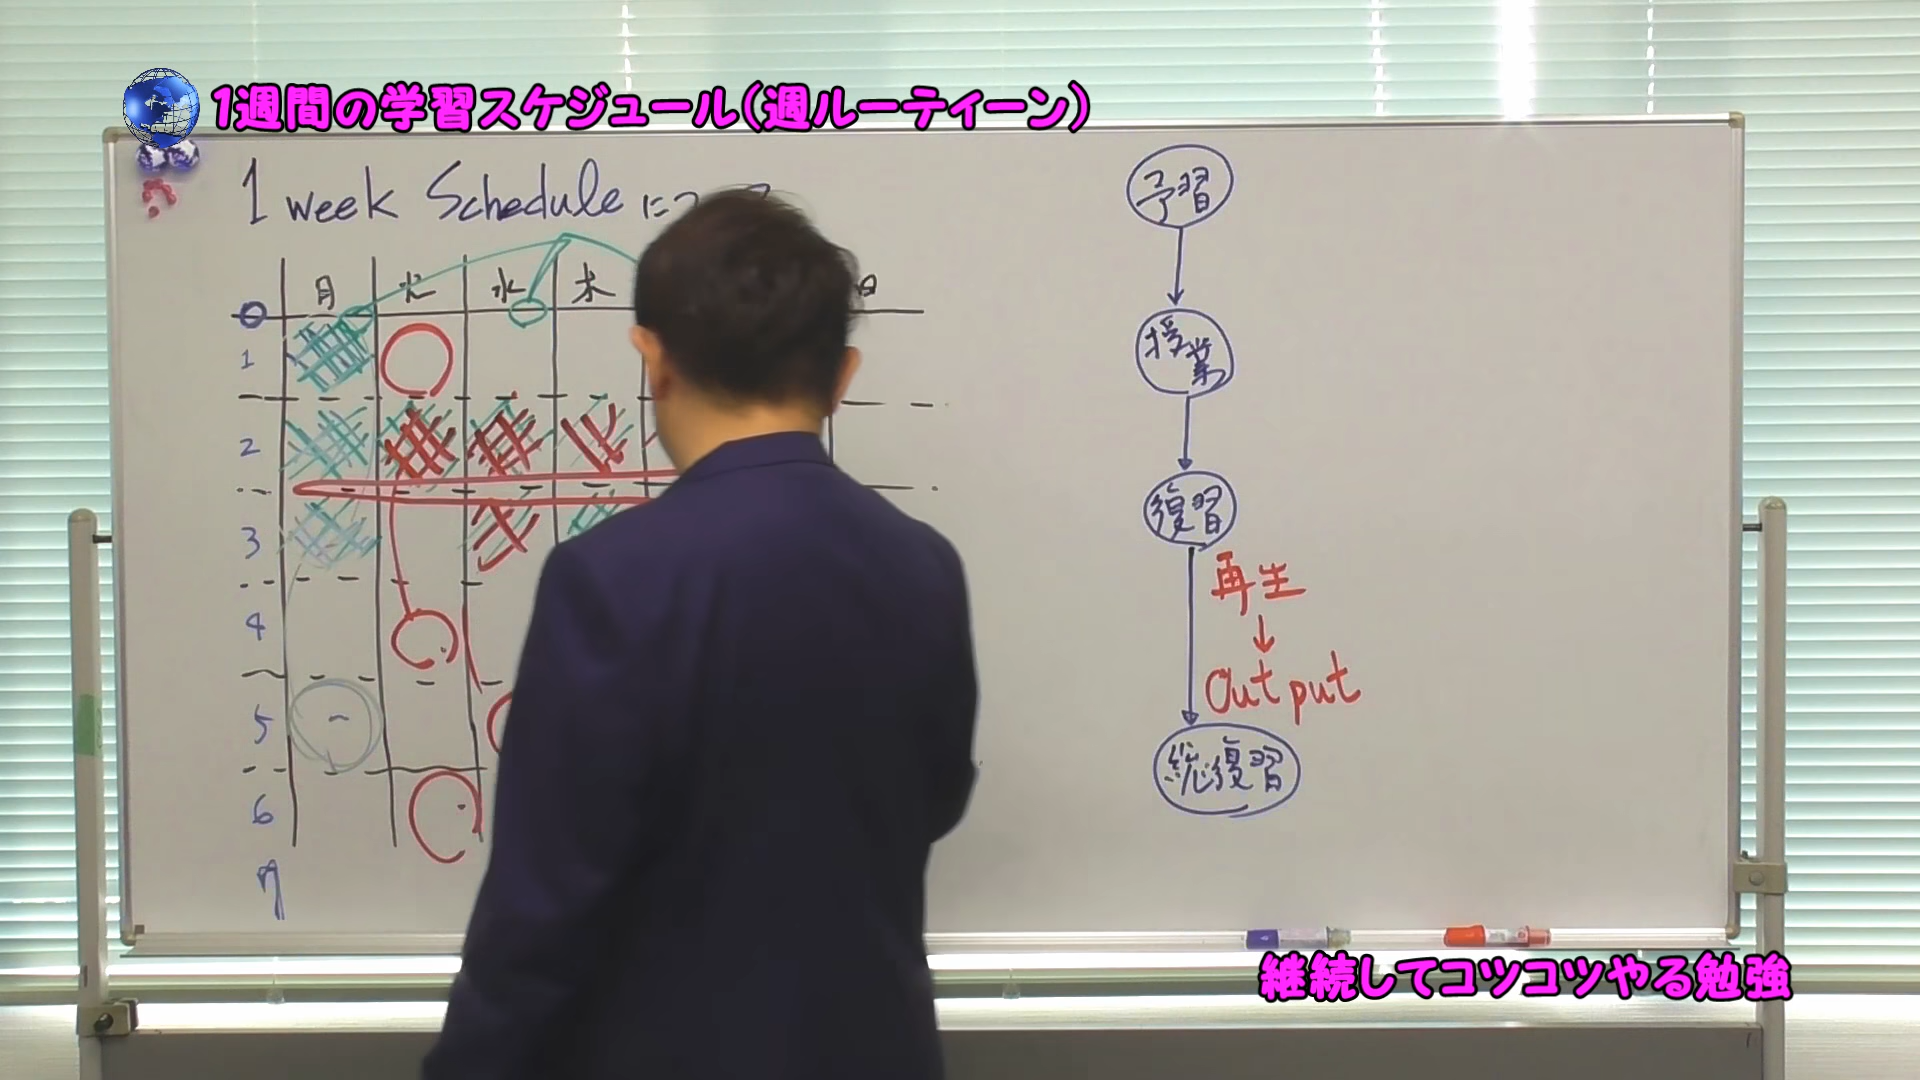 1週間の学習スケジュール(週ルーティーン)
1 week Schedule に
月 火 水 木 日
0
1
2
3
4
5
6
7
予習
授業
復習
再生
Output
総復習
継続してコツコツやる勉強